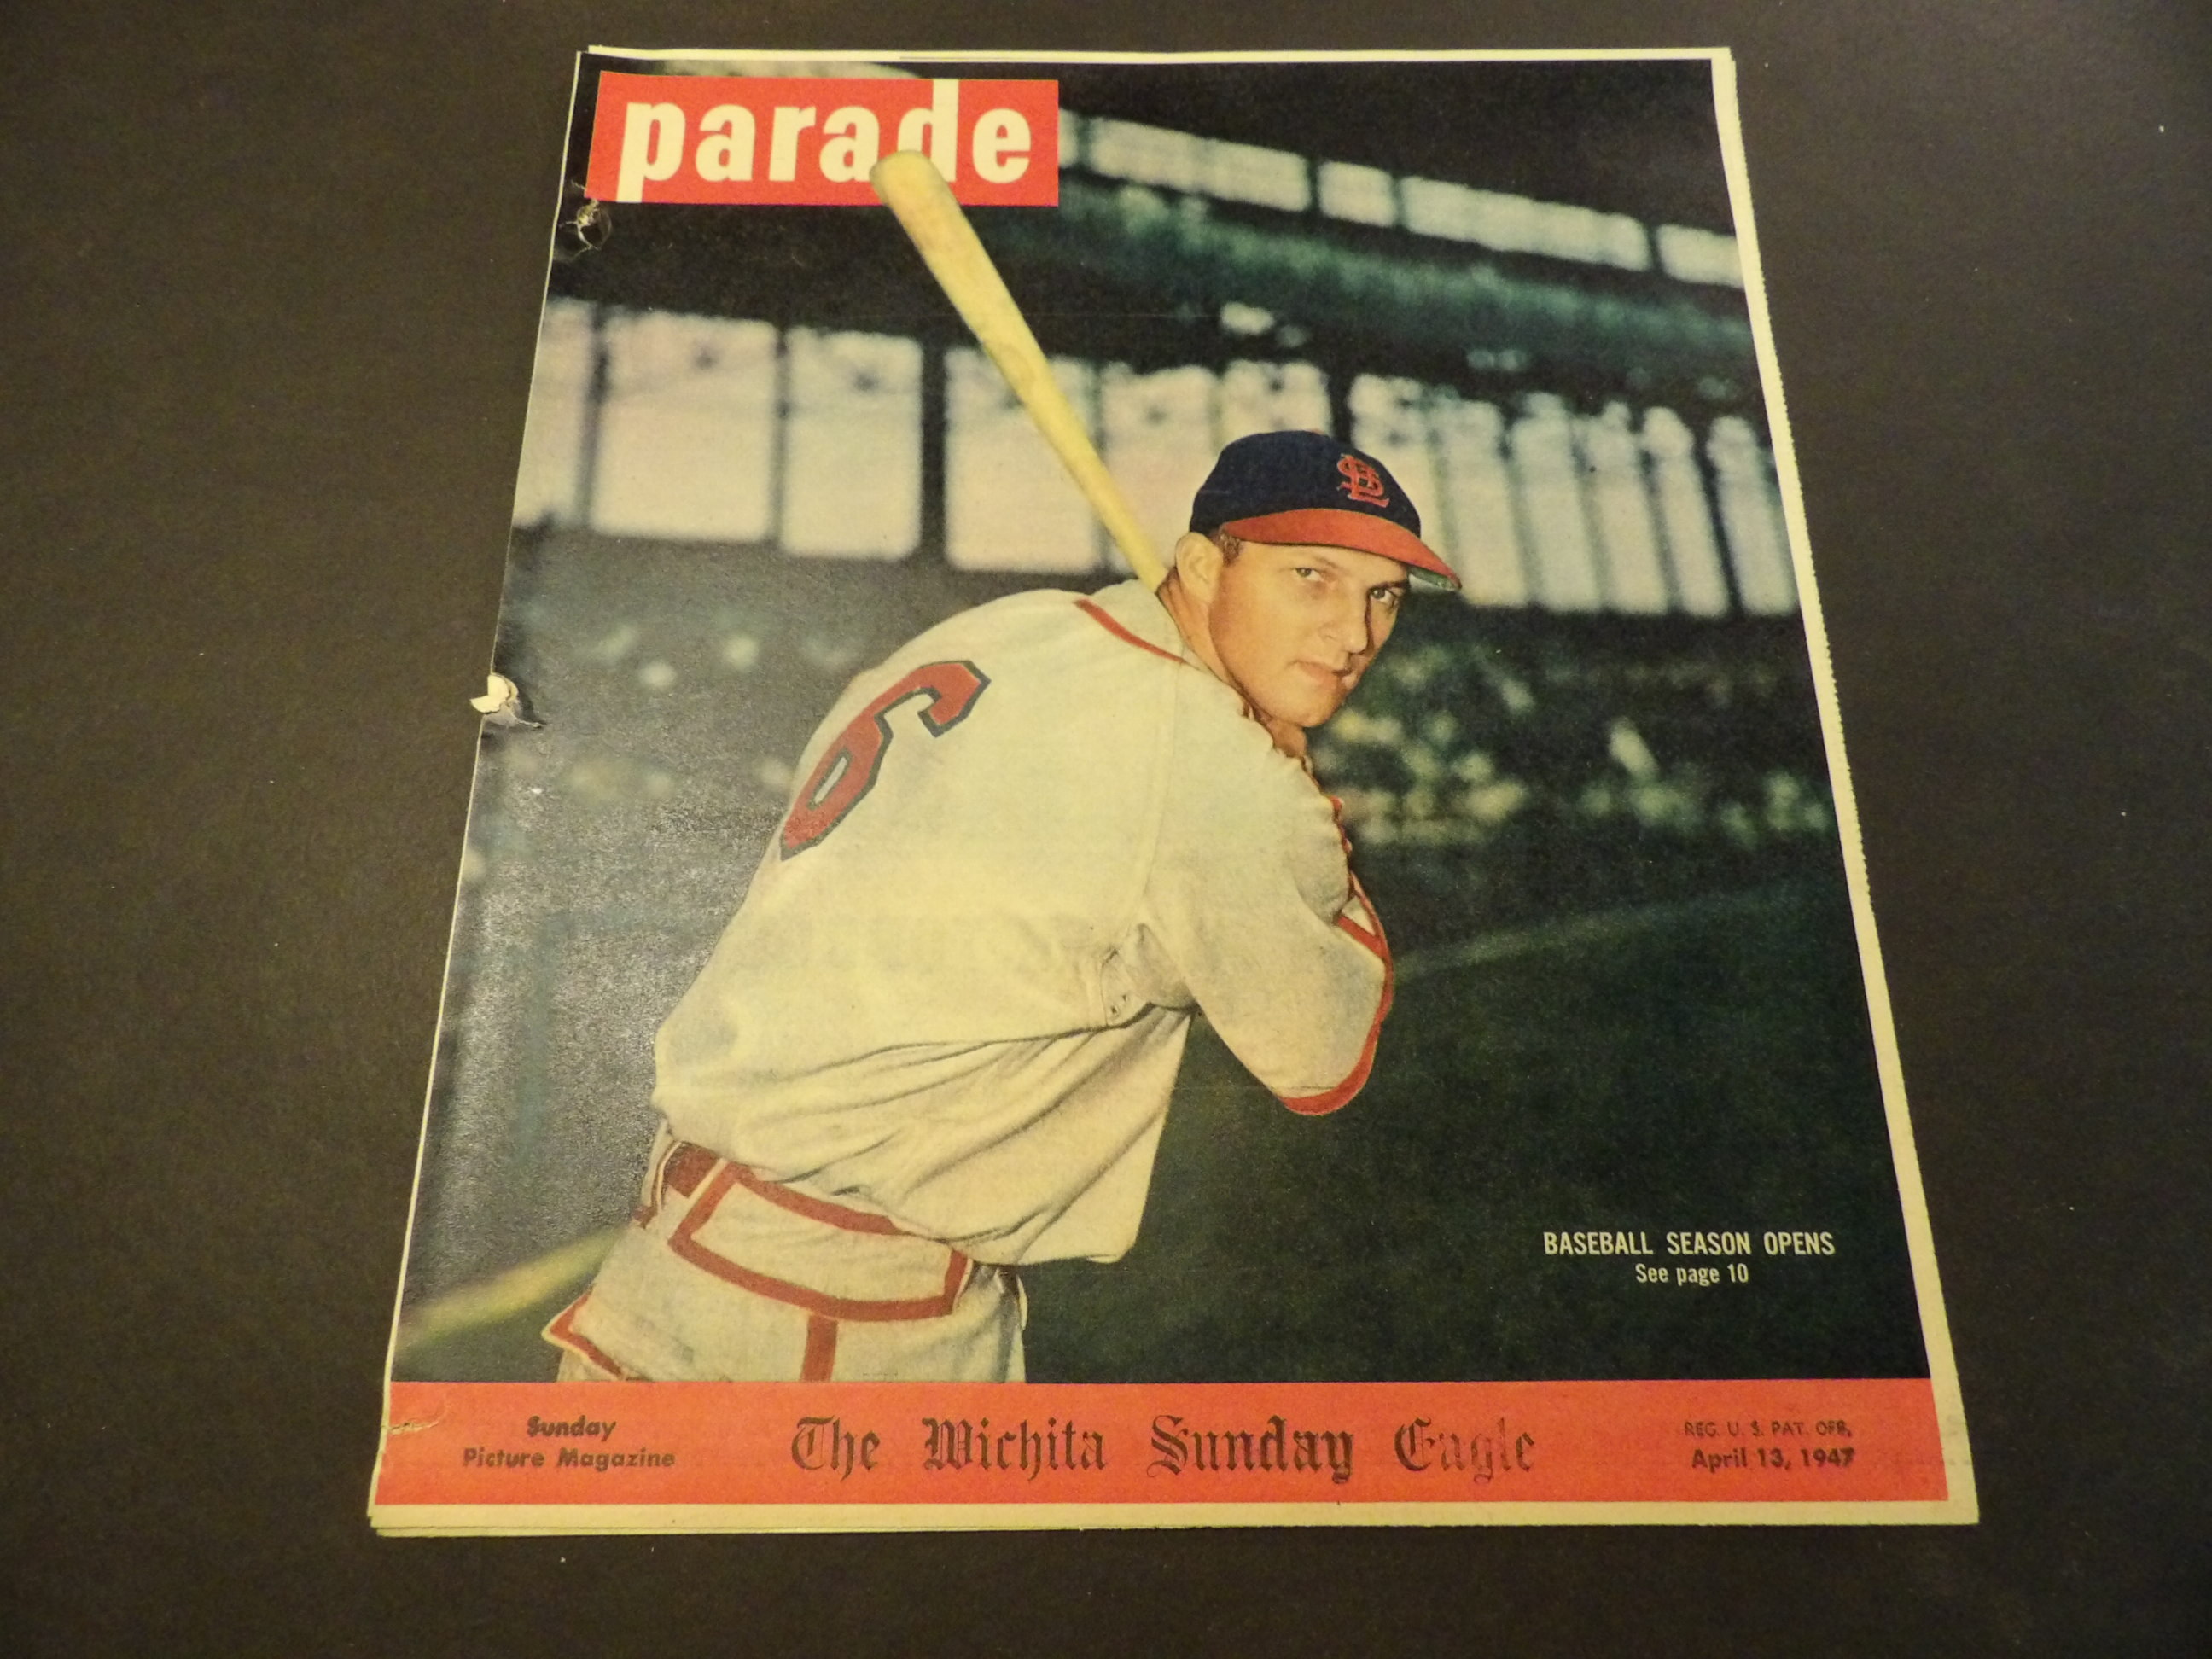 parade
STL
6
BASEBALL SEASON OPENS
See page 10
Sunday
Picture Magazine
The Wichita Sunday Eagle
REG. U. S. PAT. OFF.
April 13, 1947